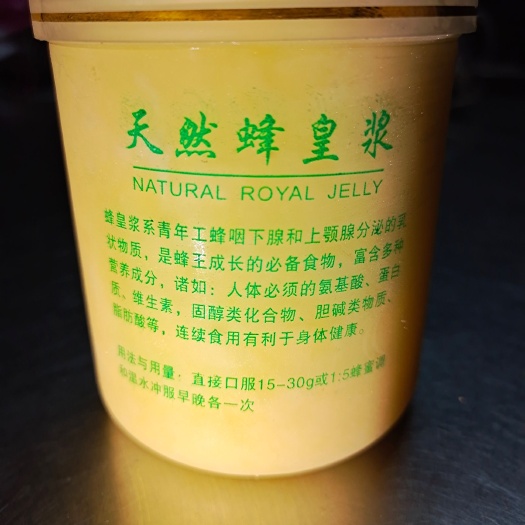 天然蜂皇浆
NATURAL ROYAL JELLY
蜂皇浆系青年工蜂咽下腺和上颚腺分泌的乳
状物质，是蜂王成长的必备食物，富含多种
营养成分，诸如：人体必须的氨基酸、蛋白
质、维生素，固醇类化合物、胆碱类物质、
脂肪酸等，连续食用有利于身体健康。
用法与用量：直接口服15-30g或1:5蜂蜜调
和温水冲服早晚各一次